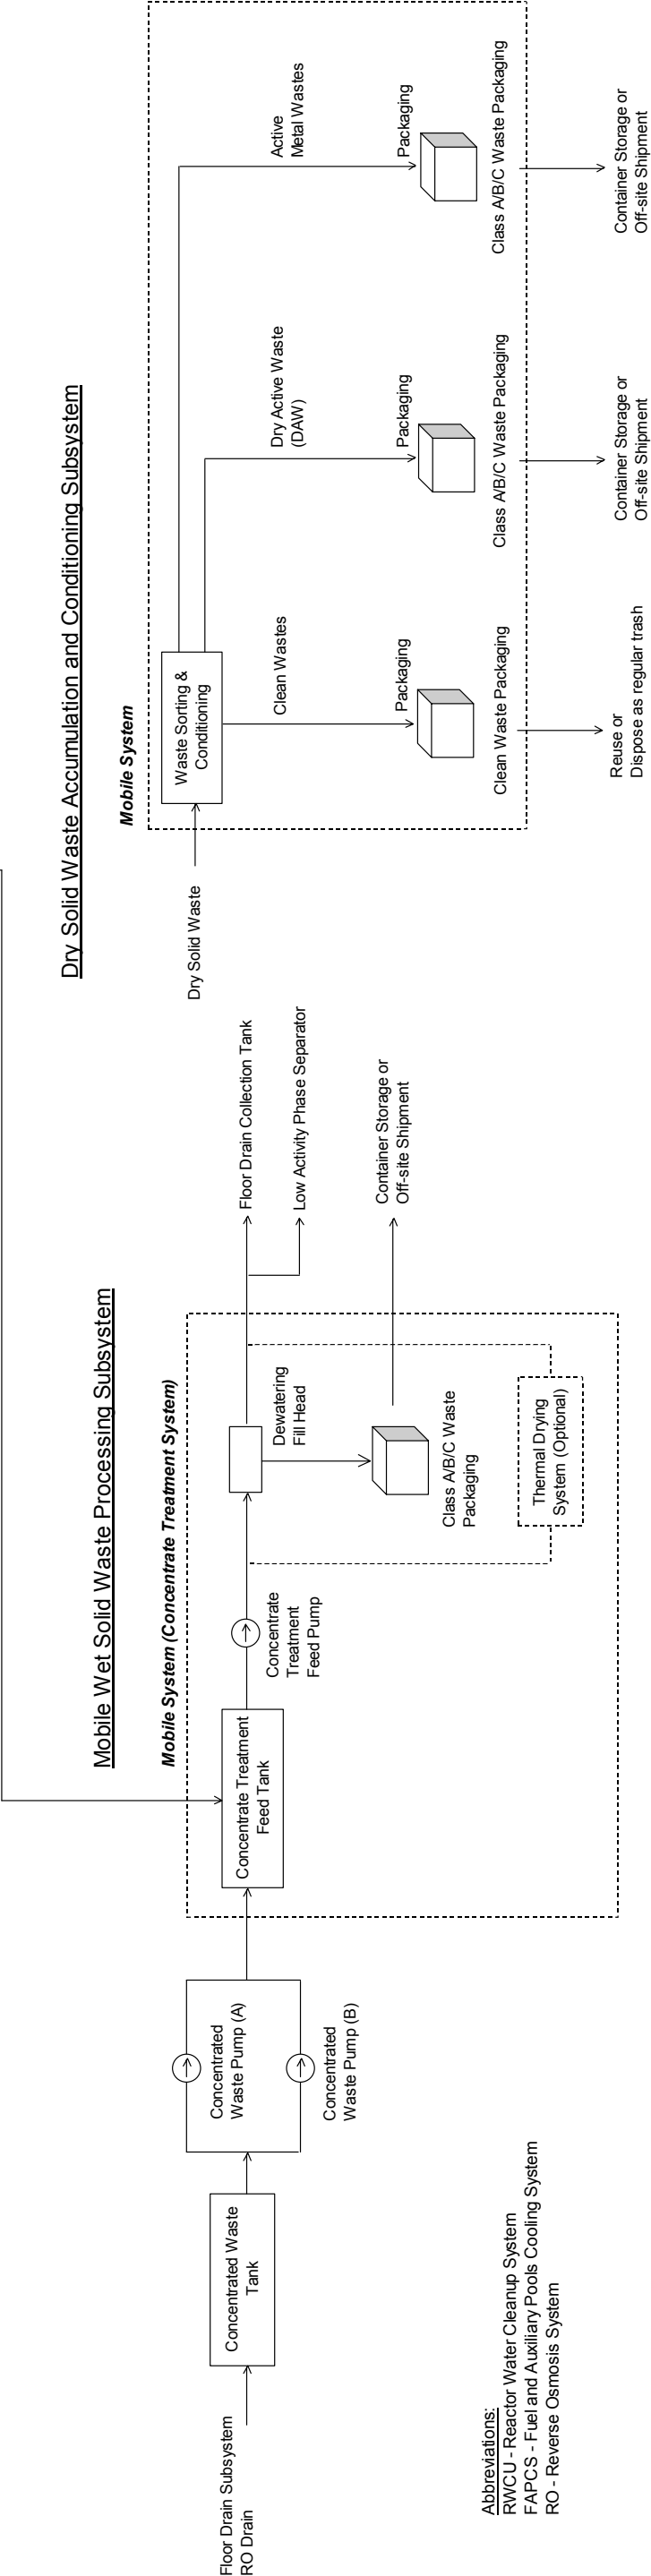 Mobile Wet Solid Waste Processing Subsystem
Mobile System (Concentrate Treatment System)
Floor Drain Subsystem
RO Drain
Concentrated Waste
Tank
Concentrated
Waste Pump (A)
Concentrated
Waste Pump (B)
Concentrate Treatment
Feed Tank
Concentrate
Treatment
Feed Pump
Dewatering
Fill Head
Floor Drain Collection Tank
Low Activity Phase Separator
Class A/B/C Waste
Packaging
Container Storage or
Off-site Shipment
Thermal Drying
System (Optional)
Abbreviations:
RWCU - Reactor Water Cleanup System
FAPCS - Fuel and Auxiliary Pools Cooling System
RO - Reverse Osmosis System
Dry Solid Waste Accumulation and Conditioning Subsystem
Mobile System
Dry Solid Waste
Waste Sorting &
Conditioning
Clean Wastes
Packaging
Clean Waste Packaging
Reuse or
Dispose as regular trash
Dry Active Waste
(DAW)
Packaging
Class A/B/C Waste Packaging
Container Storage or
Off-site Shipment
Active
Metal Wastes
Packaging
Class A/B/C Waste Packaging
Container Storage or
Off-site Shipment